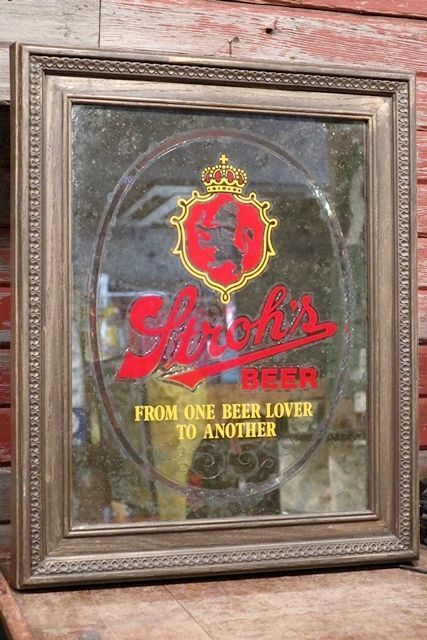 Stroh's
BEER
FROM ONE BEER LOVER
TO ANOTHER